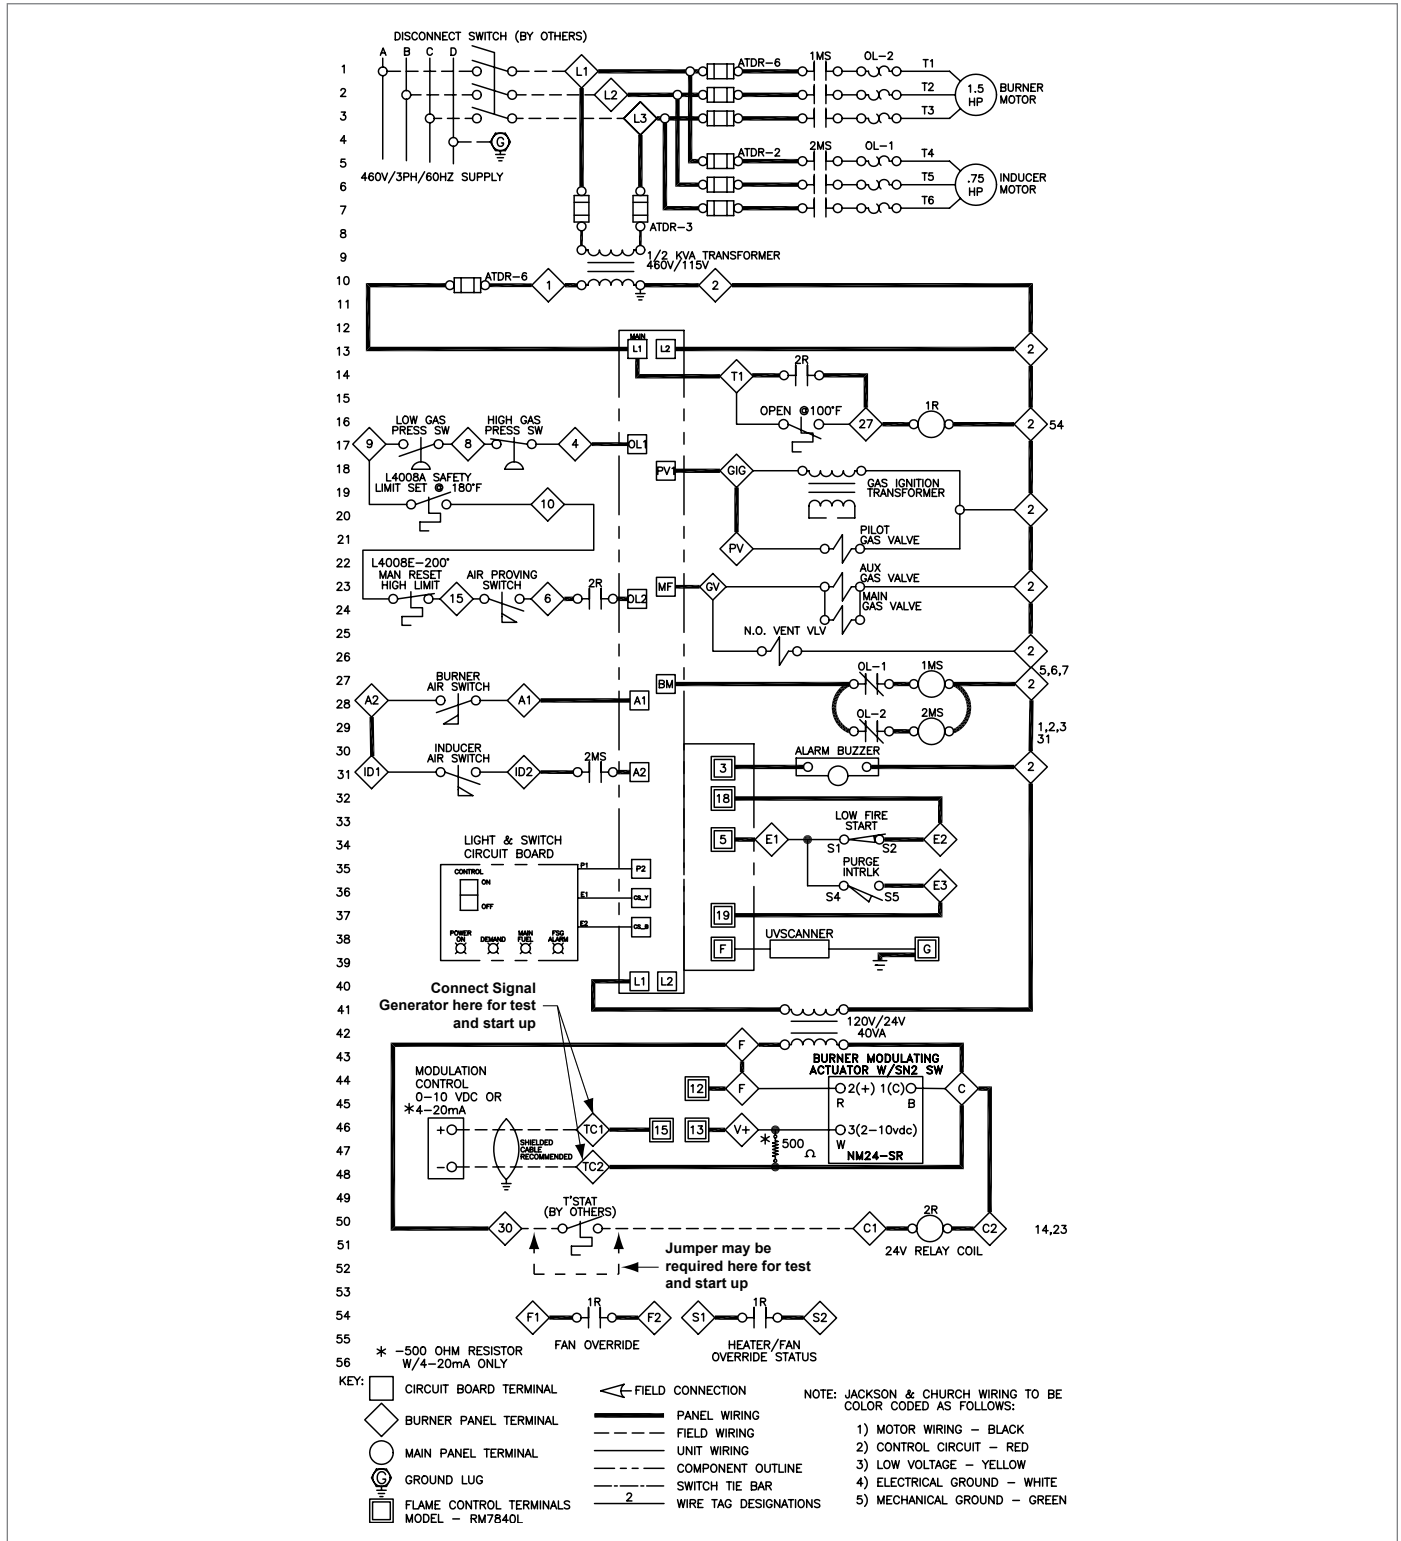 DISCONNECT SWITCH (BY OTHERS)
A B C D
1 L1 ATDR-6 1MS OL-2 T1
2 L2 T2 1.5 HP BURNER MOTOR
3 L3 T3
4 G
5 ATDR-2 2MS OL-1 T4
460V/3PH/60HZ SUPPLY
6 T5 .75 HP INDUCER MOTOR
7 T6
8 ATDR-3
9 1/2 KVA TRANSFORMER
460V/115V
10 ATDR-6 1 2
11
12 MAIN
13 L1 L2 2
14 T1 2R
15
16 LOW GAS PRESS SW HIGH GAS PRESS SW OPEN @100°F 27 1R 2 54
17 9 8 4 OL1
18 PV1 GIG
L4008A SAFETY
LIMIT SET @ 180°F
GAS IGNITION
TRANSFORMER
19 10
20 2
21 PILOT
GAS VALVE
PV
22 L4008E-200°
MAN RESET
HIGH LIMIT
AIR PROVING
SWITCH
AUX
GAS VALVE
23 2R MF GV 2
24 15 6 OL2 MAIN
GAS VALVE
25 N.O. VENT VLV
26 2
27 BURNER
AIR SWITCH
BM OL-1 1MS 2 5,6,7
28 A2 A1 A1
29 OL-2 2MS 1,2,3
31
30 INDUCER
AIR SWITCH
2MS ALARM BUZZER
31 ID1 ID2 A2 3 2
32 18
33 LOW FIRE
START
34 LIGHT & SWITCH
CIRCUIT BOARD
5 E1 S1 S2 E2
35 CONTROL P1 P2 PURGE
INTRLK
36 ON E1 CS_Y S4 S5 E3
37 OFF E2 CS_B 19
38 POWER ON DEMAND MAIN FUEL FSG ALARM F UVSCANNER G
39
40 L1 L2
Connect Signal
Generator here for test
and start up
41 120V/24V
40VA
42 F
43 BURNER MODULATING
ACTUATOR W/SN2 SW
MODULATION
CONTROL
0-10 VDC OR
*4-20mA
44 12 F 2(+) 1(C) C
45 R B
46 + TC1 15 13 V+ 3(2-10vdc)
SHIELDED
CABLE
RECOMMENDED
47 * 500 Ω W
NM24-SR
48 - TC2
49 T'STAT
(BY OTHERS)
50 30 C1 2R C2 14,23
51 24V RELAY COIL
52 Jumper may be
required here for test
and start up
53
54 F1 1R F2 S1 1R S2
55 FAN OVERRIDE HEATER/FAN
OVERRIDE STATUS
56 * -500 OHM RESISTOR
W/4-20mA ONLY
KEY:
CIRCUIT BOARD TERMINAL
BURNER PANEL TERMINAL
MAIN PANEL TERMINAL
G GROUND LUG
FLAME CONTROL TERMINALS
MODEL - RM7840L
FIELD CONNECTION
PANEL WIRING
FIELD WIRING
UNIT WIRING
COMPONENT OUTLINE
SWITCH TIE BAR
2 WIRE TAG DESIGNATIONS
NOTE: JACKSON & CHURCH WIRING TO BE
COLOR CODED AS FOLLOWS:
1) MOTOR WIRING - BLACK
2) CONTROL CIRCUIT - RED
3) LOW VOLTAGE - YELLOW
4) ELECTRICAL GROUND - WHITE
5) MECHANICAL GROUND - GREEN